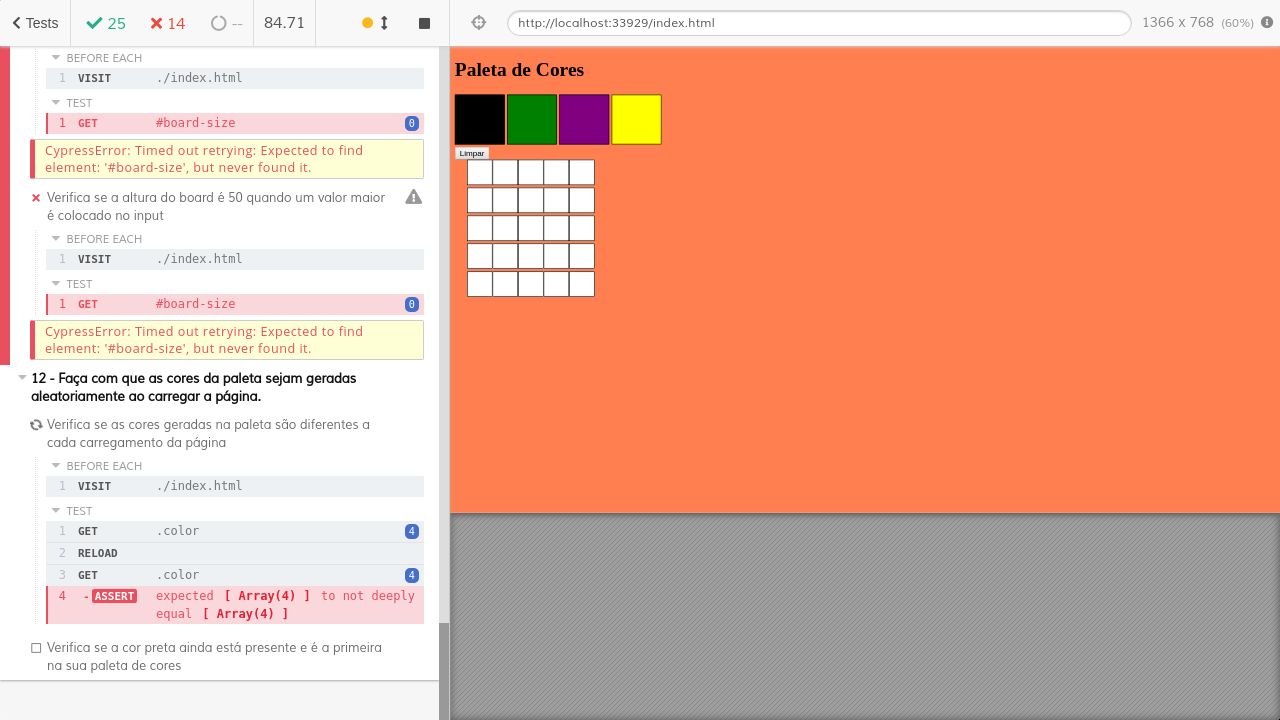 Tests 25 14 -- 84.71 http://localhost:33929/index.html 1366 x 768 (60%)
BEFORE EACH
1 VISIT ./index.html
TEST
1 GET #board-size 0
CypressError: Timed out retrying: Expected to find
element: '#board-size', but never found it.
Verifica se a altura do board é 50 quando um valor maior
é colocado no input
BEFORE EACH
1 VISIT ./index.html
TEST
1 GET #board-size 0
CypressError: Timed out retrying: Expected to find
element: '#board-size', but never found it.
12 - Faça com que as cores da paleta sejam geradas
aleatoriamente ao carregar a página.
Verifica se as cores geradas na paleta são diferentes a
cada carregamento da página
BEFORE EACH
1 VISIT ./index.html
TEST
1 GET .color 4
2 RELOAD
3 GET .color 4
4 - ASSERT expected [ Array(4) ] to not deeply
equal [ Array(4) ]
Verifica se a cor preta ainda está presente e é a primeira
na sua paleta de cores
Paleta de Cores
Limpar